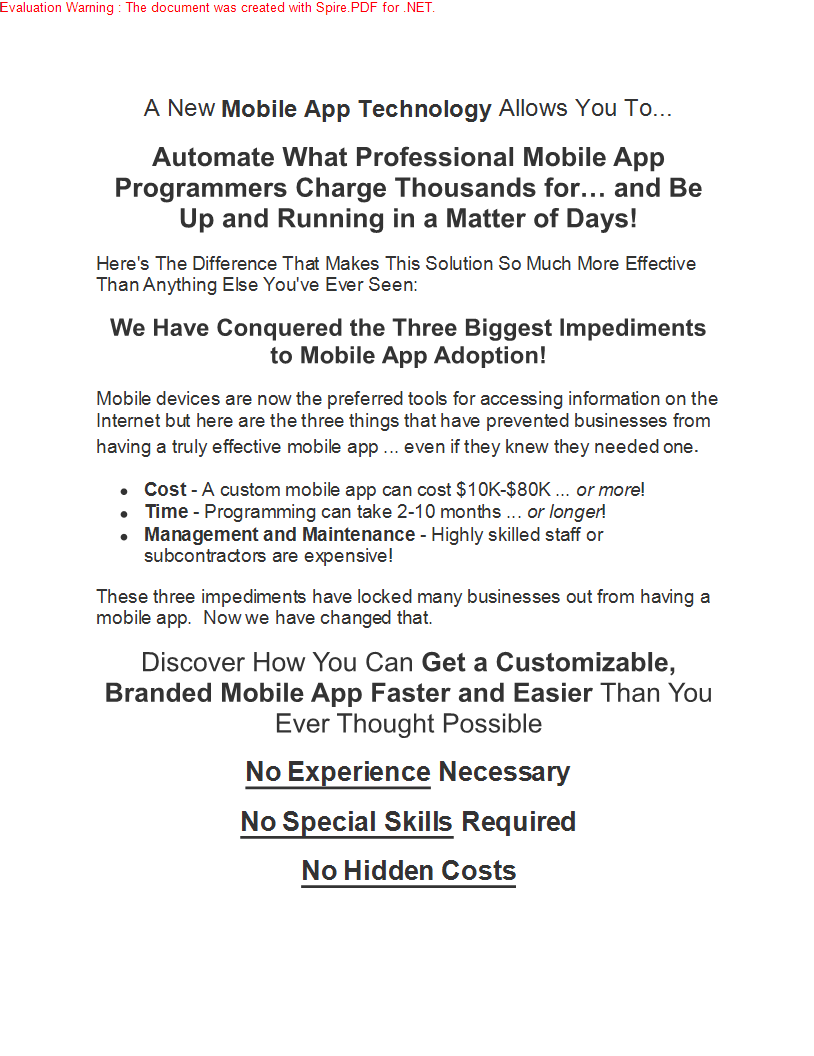 Evaluation Warning : The document was created with Spire.PDF for .NET.
A New Mobile App Technology Allows You To...
Automate What Professional Mobile App
Programmers Charge Thousands for… and Be
Up and Running in a Matter of Days!
Here's The Difference That Makes This Solution So Much More Effective
Than Anything Else You've Ever Seen:
We Have Conquered the Three Biggest Impediments
to Mobile App Adoption!
Mobile devices are now the preferred tools for accessing information on the
Internet but here are the three things that have prevented businesses from
having a truly effective mobile app ... even if they knew they needed one.
● Cost - A custom mobile app can cost $10K-$80K ... or more!
● Time - Programming can take 2-10 months ... or longer!
● Management and Maintenance - Highly skilled staff or
subcontractors are expensive!
These three impediments have locked many businesses out from having a
mobile app.  Now we have changed that.
Discover How You Can Get a Customizable,
Branded Mobile App Faster and Easier Than You
Ever Thought Possible
No Experience Necessary
No Special Skills Required
No Hidden Costs